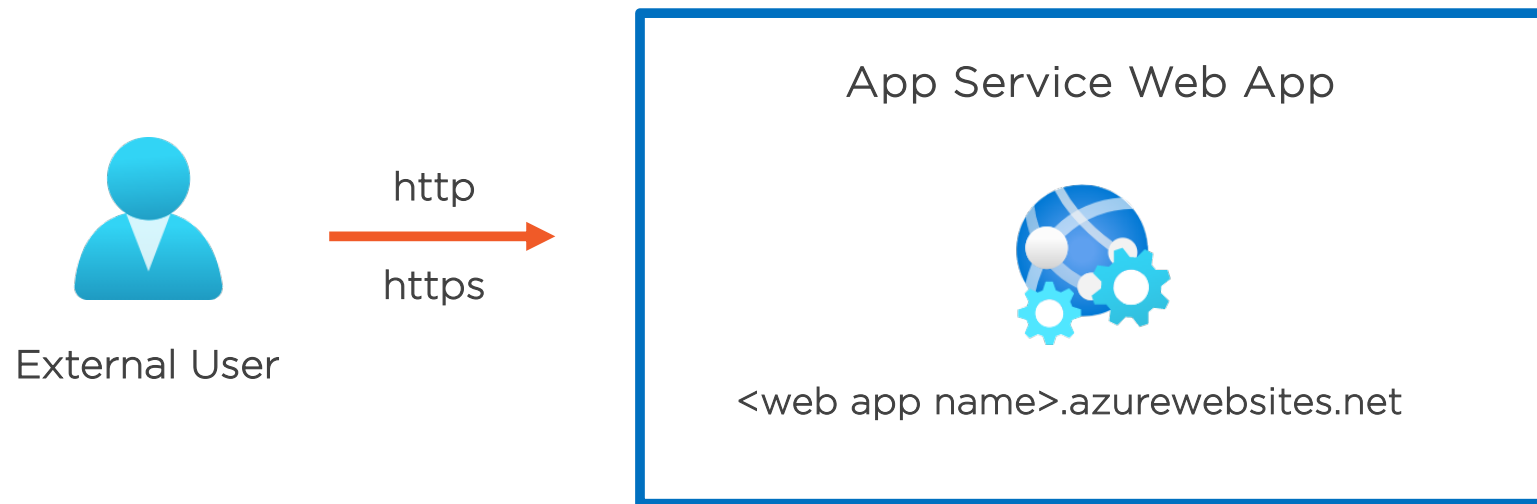 App Service Web App
http
https
External User
<web app name>.azurewebsites.net